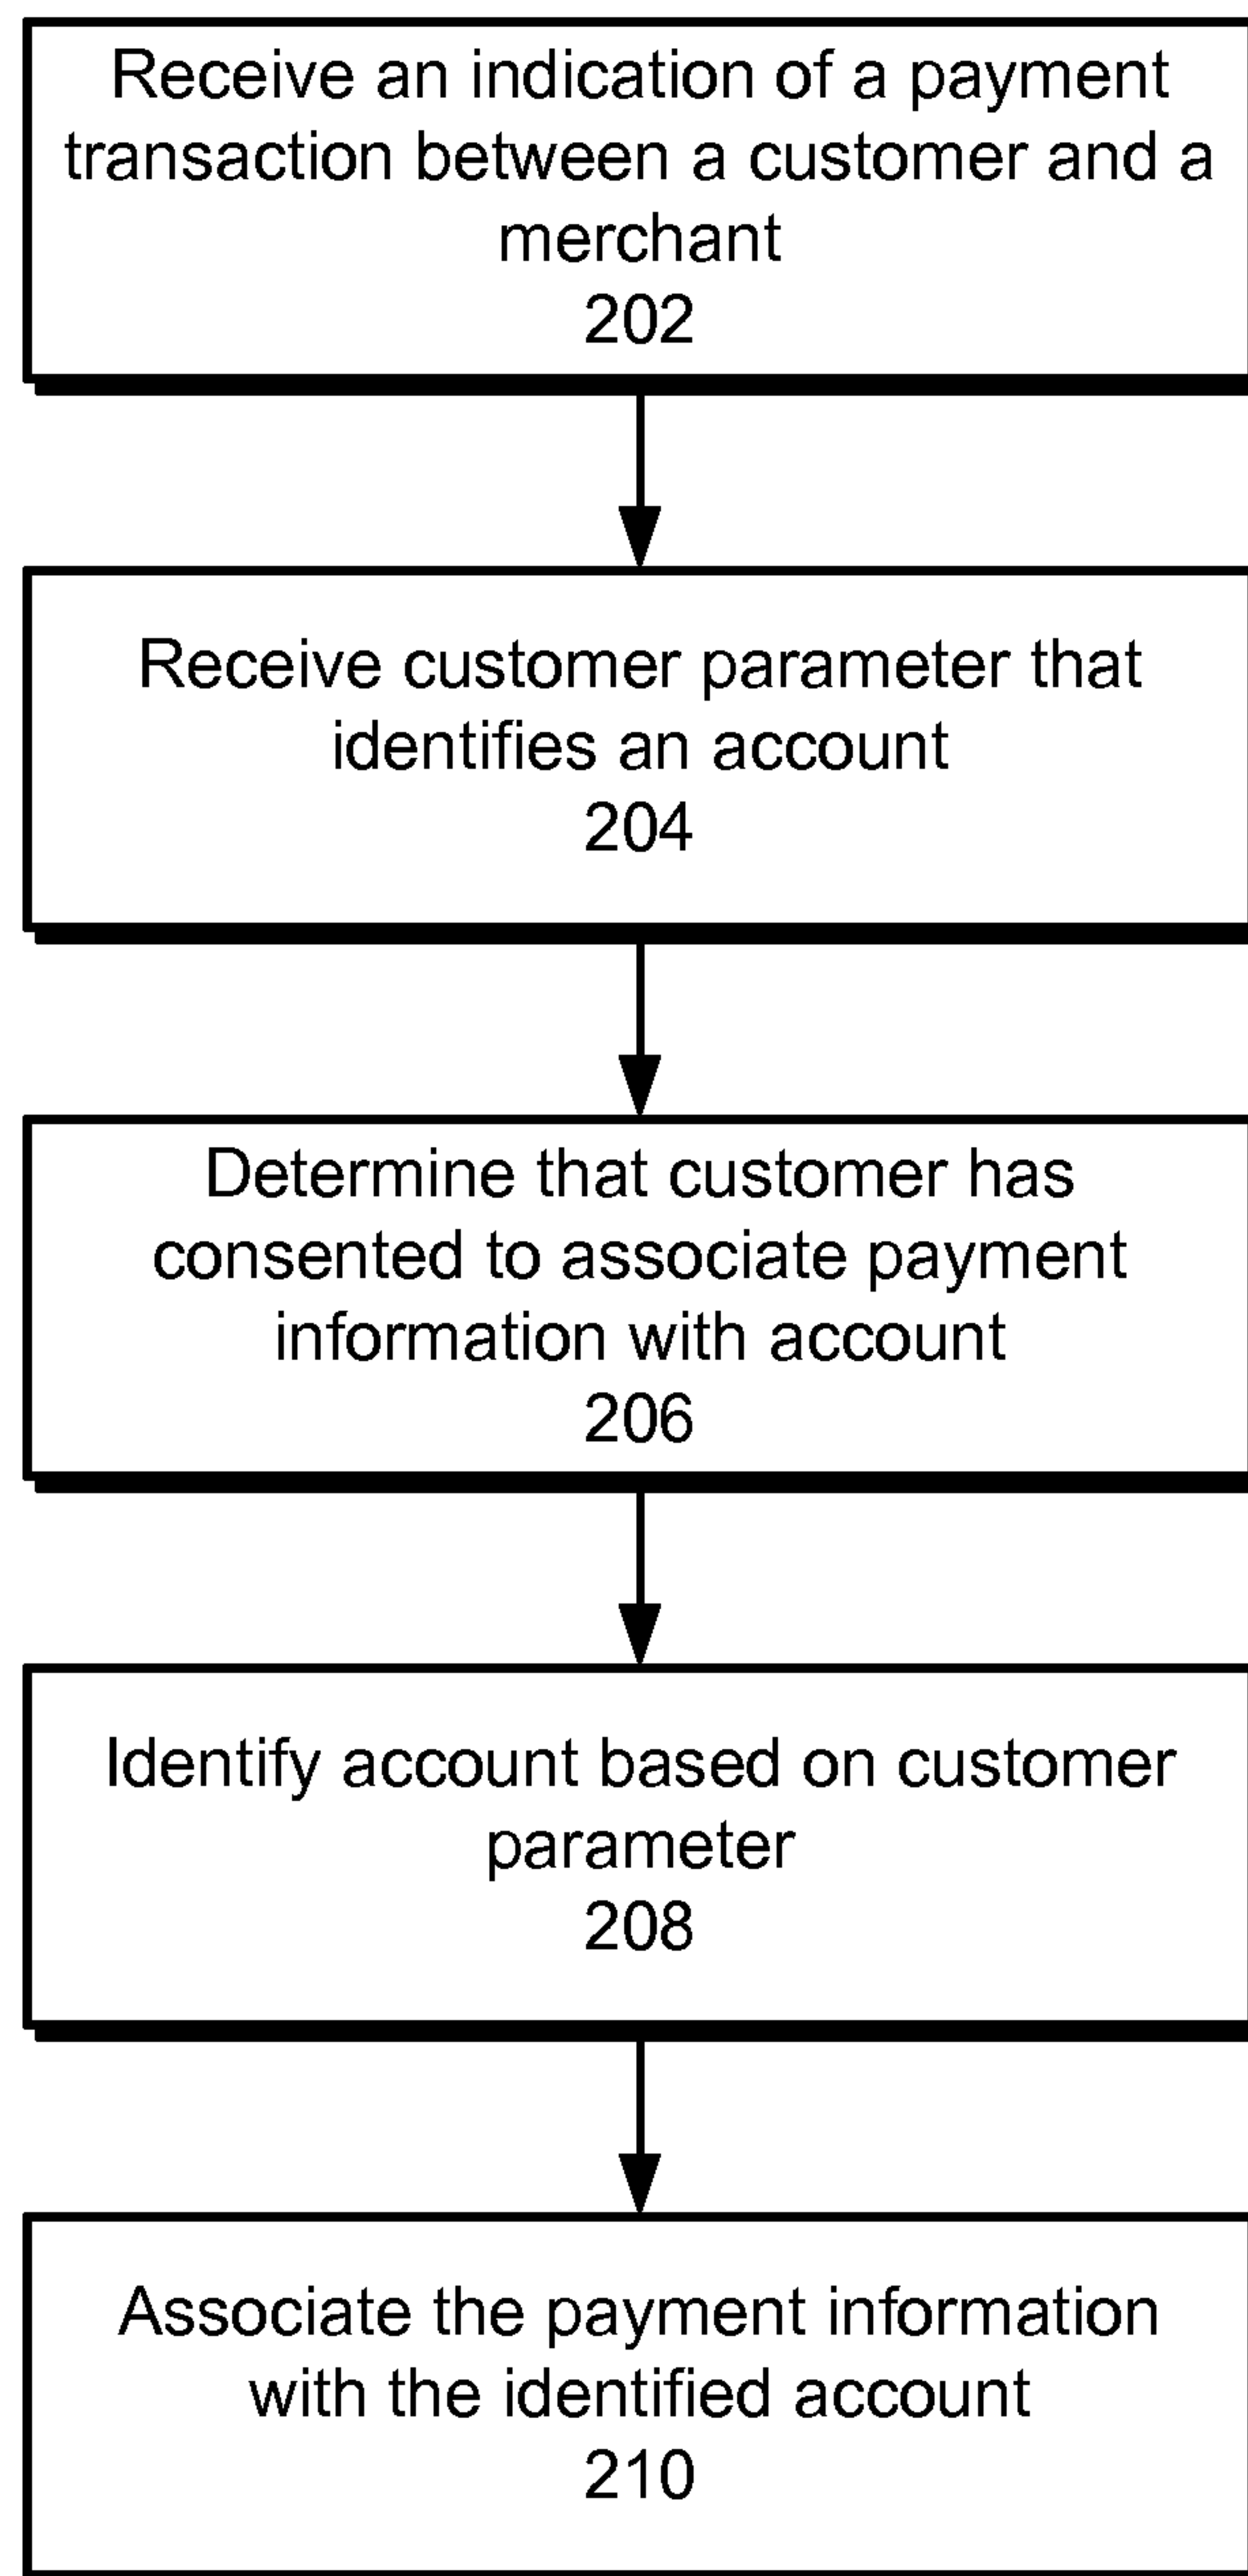 Receive an indication of a payment
transaction between a customer and a
merchant
202
Receive customer parameter that
identifies an account
204
Determine that customer has
consented to associate payment
information with account
206
Identify account based on customer
parameter
208
Associate the payment information
with the identified account
210